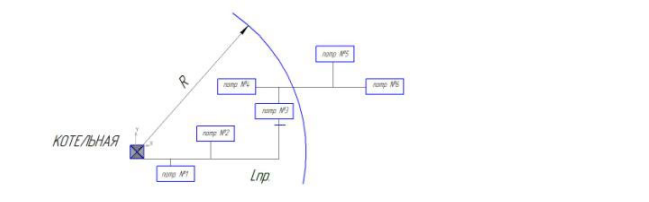 потр №5
R
потр №4
потр №6
потр №3
потр №2
КОТЕЛЬНАЯ
потр №1
Lпр